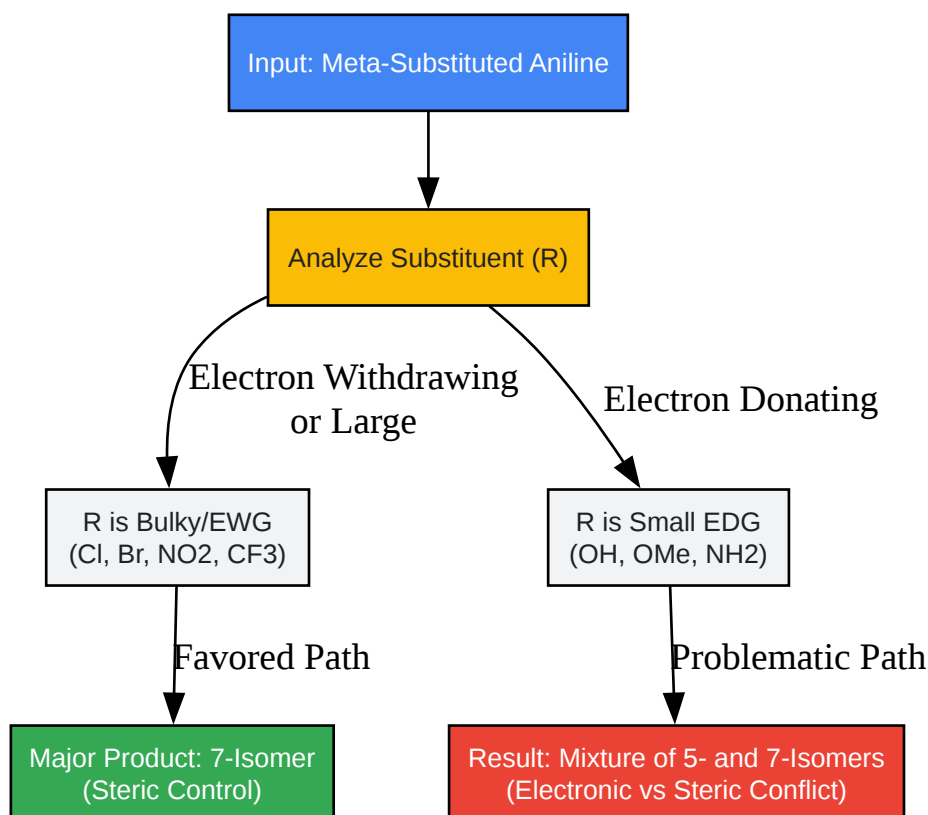 Input: Meta-Substituted Aniline
Analyze Substituent (R)
Electron Withdrawing
or Large
Electron Donating
R is Bulky/EWG
(Cl, Br, NO2, CF3)
R is Small EDG
(OH, OMe, NH2)
Favored Path
Problematic Path
Major Product: 7-Isomer
(Steric Control)
Result: Mixture of 5- and 7-Isomers
(Electronic vs Steric Conflict)